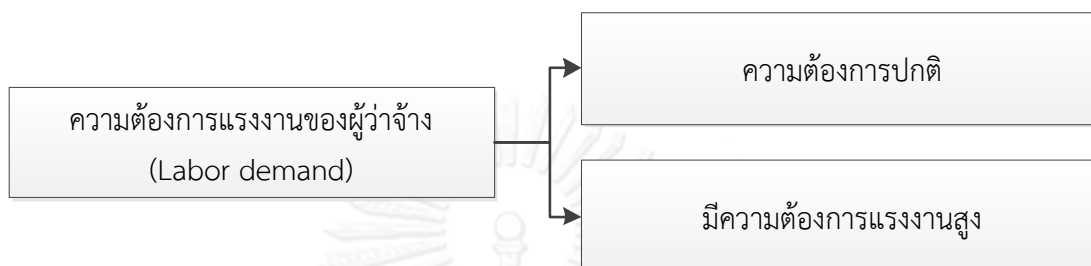 ความต้องการแรงงานของผู้ว่าจ้าง
(Labor demand)
ความต้องการปกติ
มีความต้องการแรงงานสูง